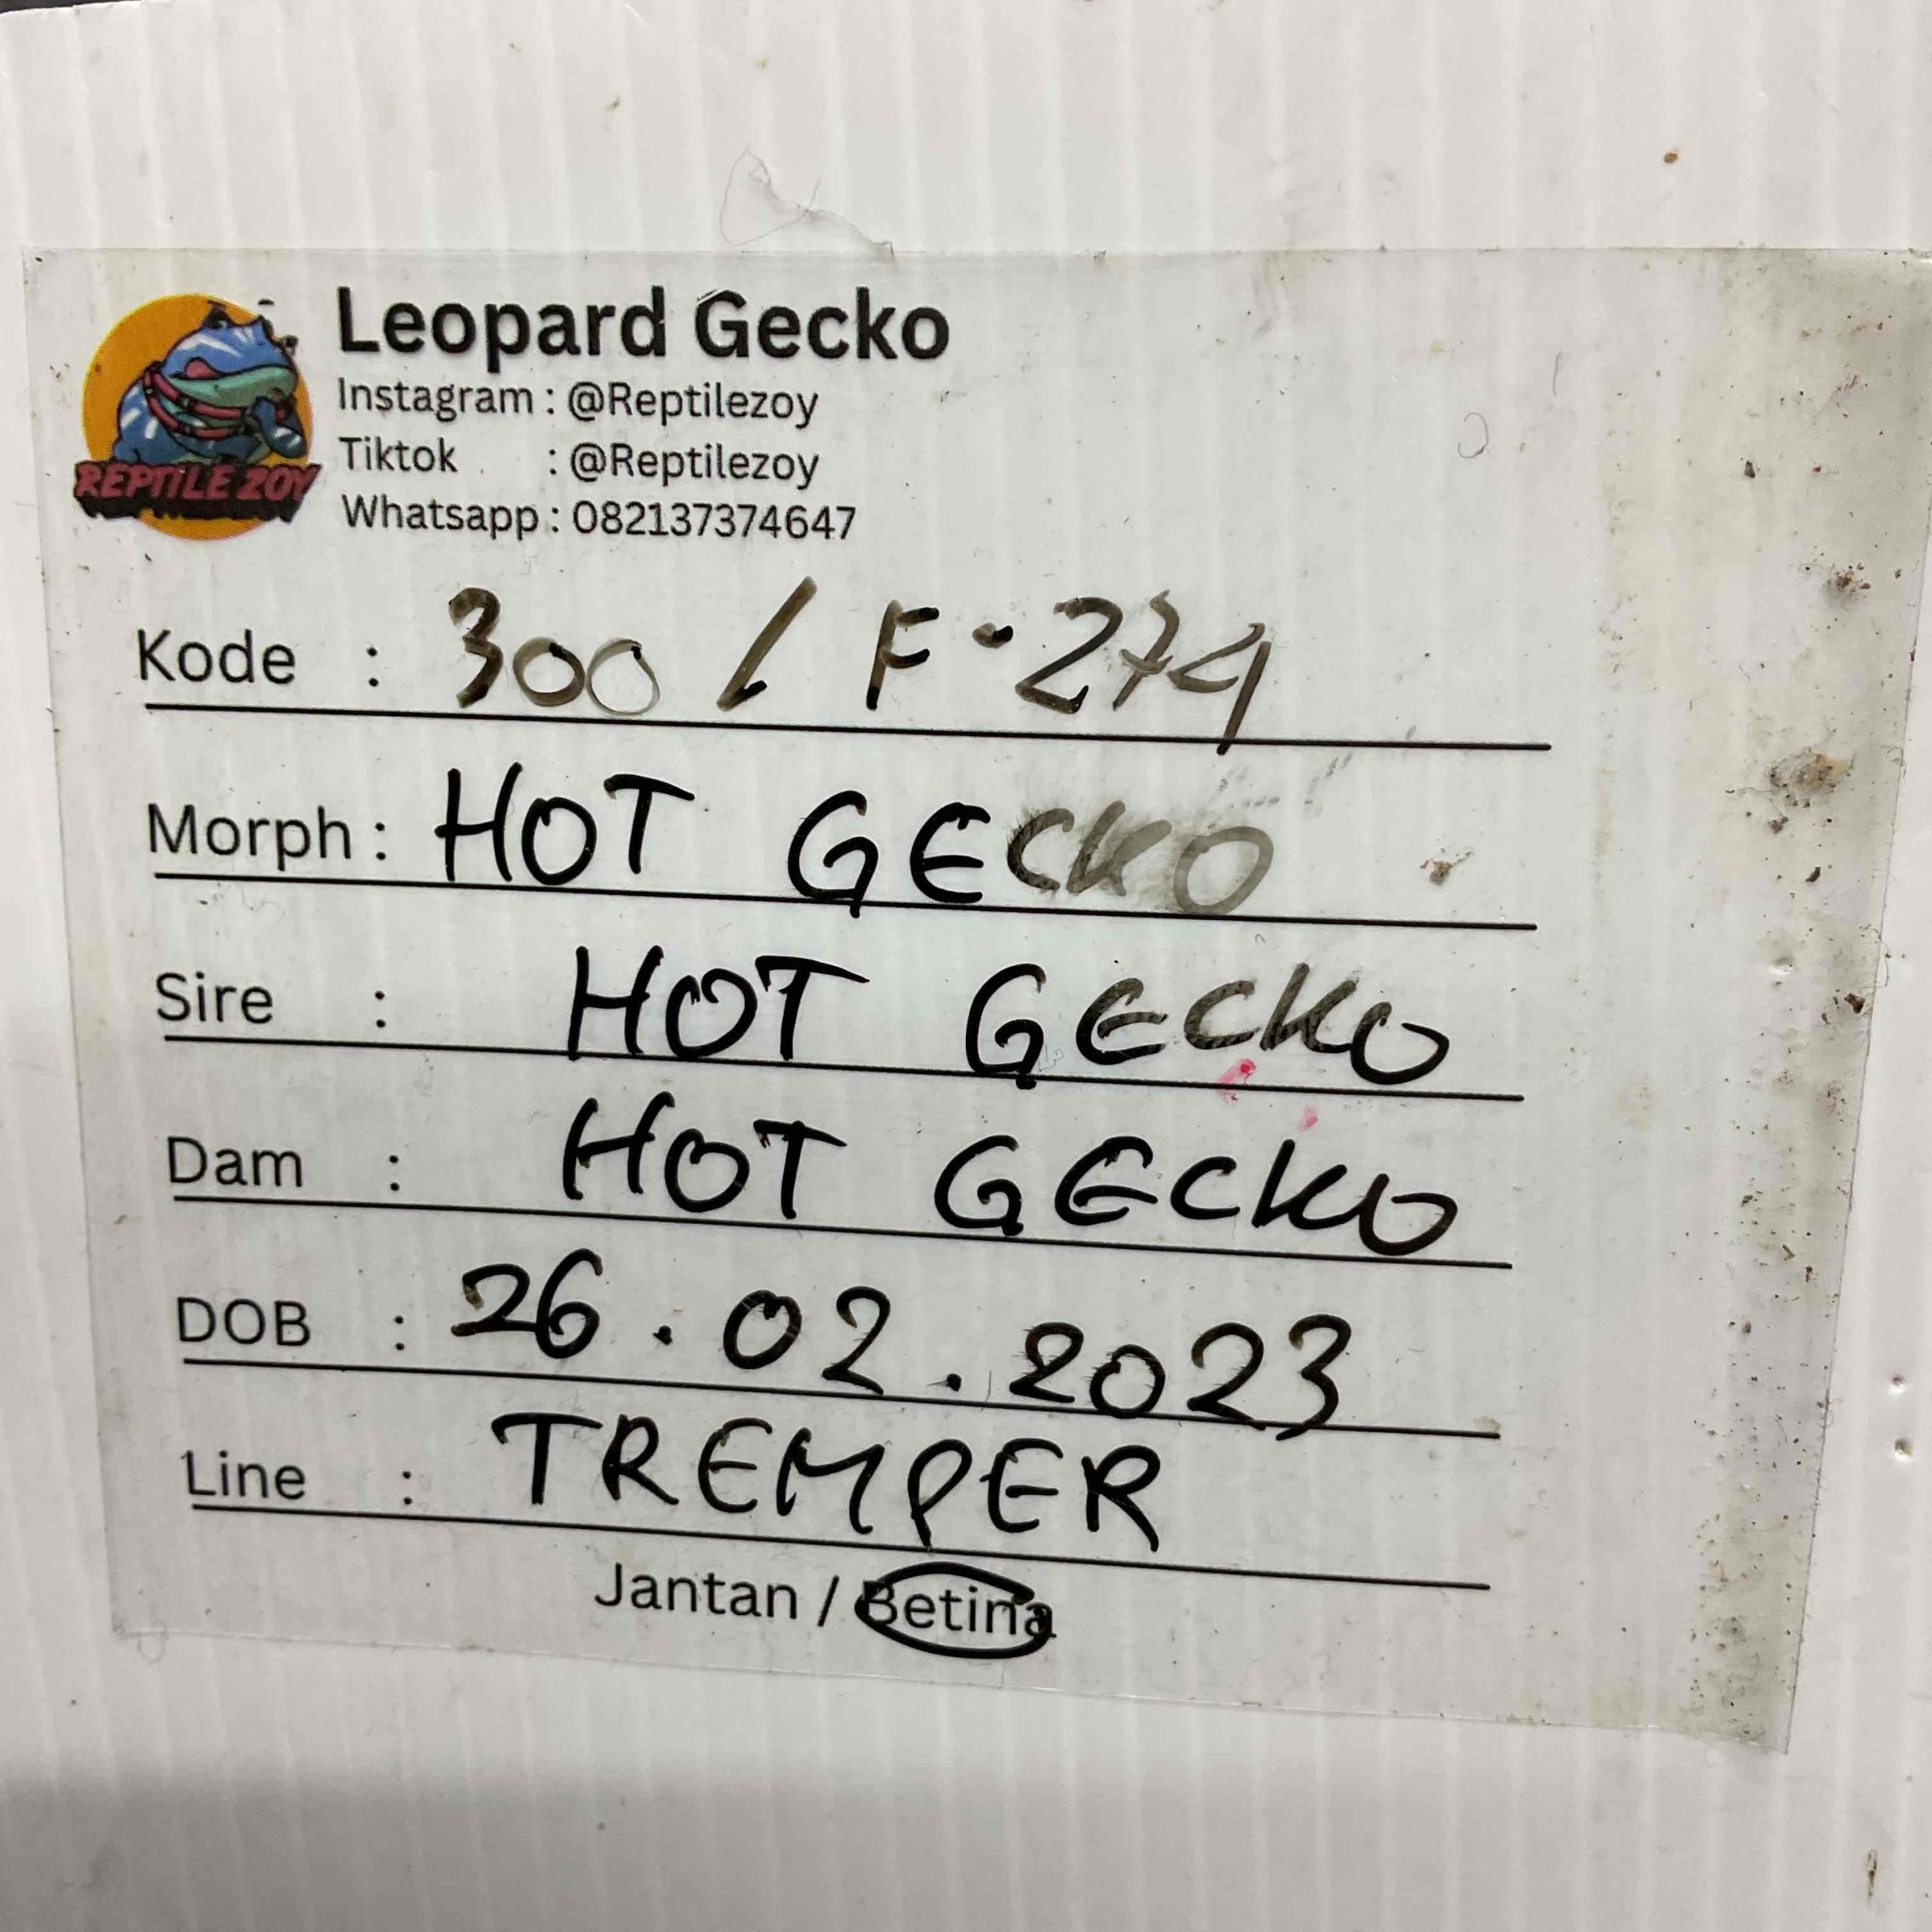 Leopard Gecko
Instagram : @Reptilezoy
Tiktok : @Reptilezoy
Whatsapp : 082137374647
REPTILE ZOY
Kode : 300 / F-274
Morph : HOT GECKO
Sire : HOT GECKO
Dam : HOT GECKO
DOB : 26.02.2023
Line : TREMPER
Jantan / Betina